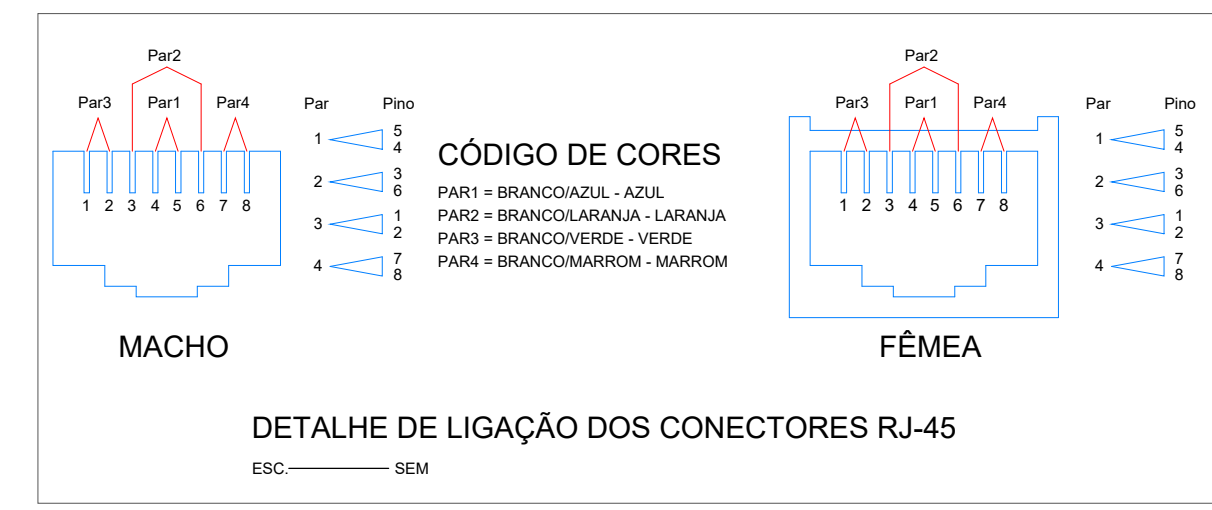 Par2
Par3 Par1 Par4
Par Pino
1 5
4
2 3
6
3 1
2
4 7
8
1 2 3 4 5 6 7 8
MACHO
CÓDIGO DE CORES
PAR1 = BRANCO/AZUL - AZUL
PAR2 = BRANCO/LARANJA - LARANJA
PAR3 = BRANCO/VERDE - VERDE
PAR4 = BRANCO/MARROM - MARROM
Par2
Par3 Par1 Par4
Par Pino
1 5
4
2 3
6
3 1
2
4 7
8
1 2 3 4 5 6 7 8
FÊMEA
DETALHE DE LIGAÇÃO DOS CONECTORES RJ-45
ESC. SEM